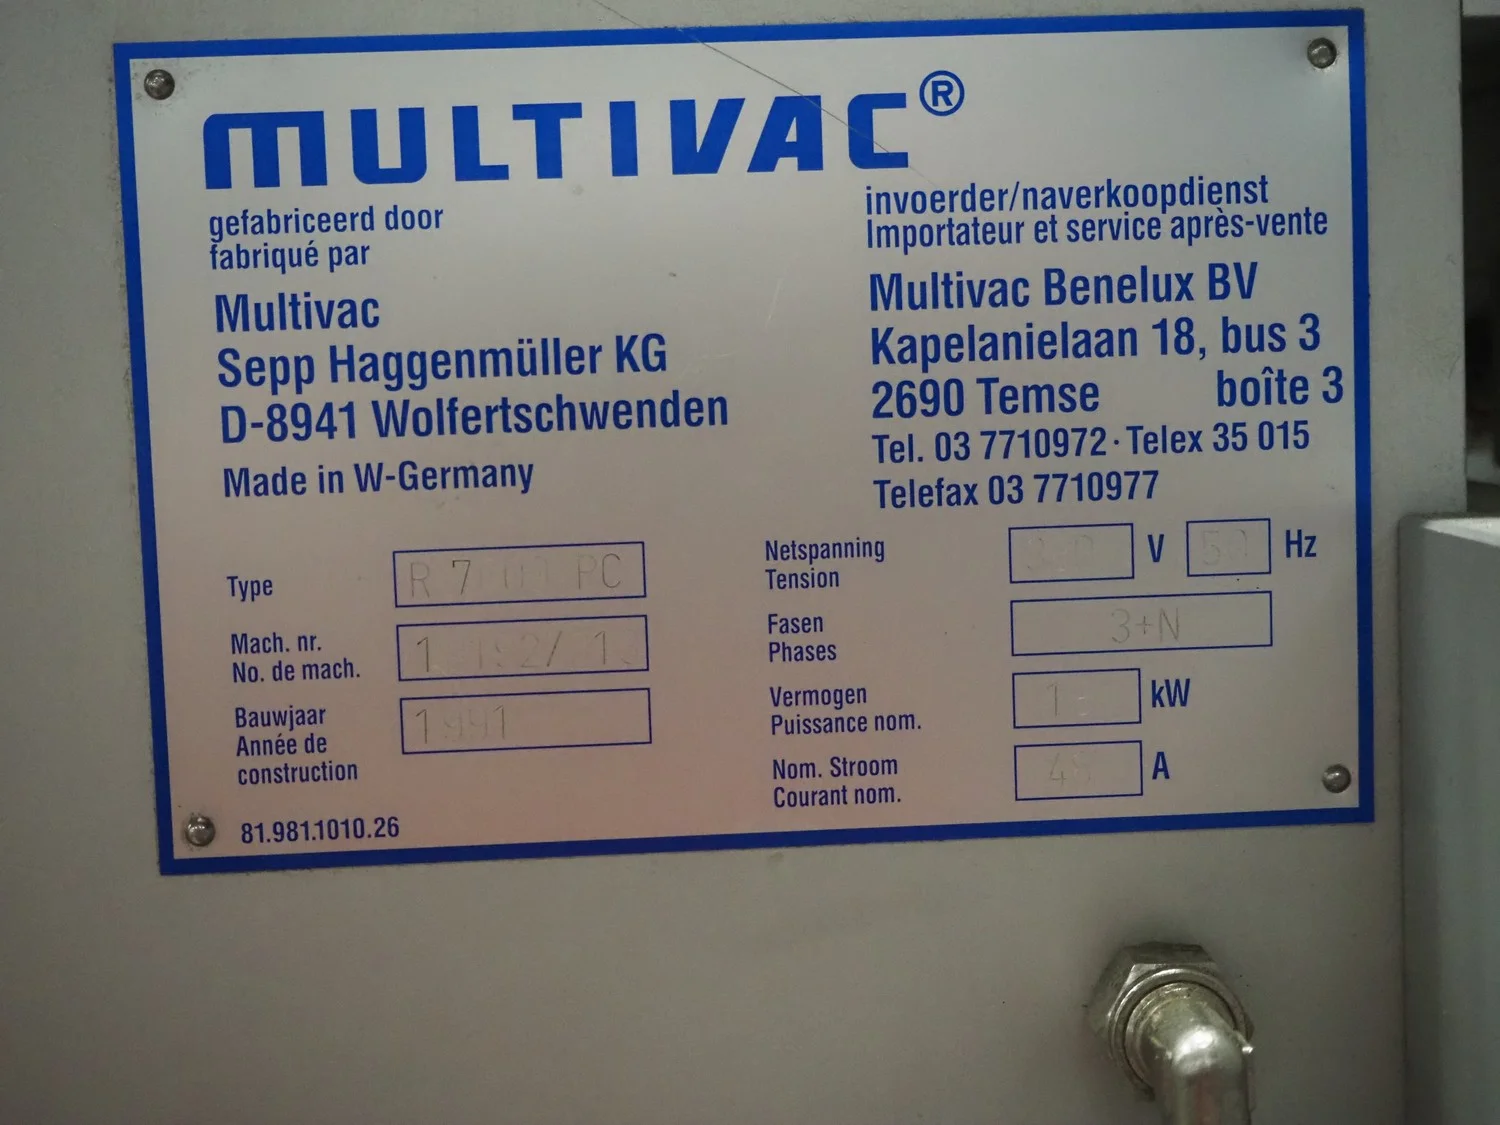 MULTIVAC®
gefabriceerd door
fabriqué par
Multivac
Sepp Haggenmüller KG
D-8941 Wolfertschwenden
Made in W-Germany
invoerder/naverkoopdienst
Importateur et service après-vente
Multivac Benelux BV
Kapelanielaan 18, bus 3
2690 Temse boîte 3
Tel. 03 7710972 · Telex 35 015
Telefax 03 7710977
Type
Mach. nr.
No. de mach.
Bauwjaar 1991
Année de
construction
81.981.1010.26
Netspanning V 50 Hz
Tension
Fasen 3+N
Phases
Vermogen kW
Puissance nom.
Nom. Stroom A
Courant nom.